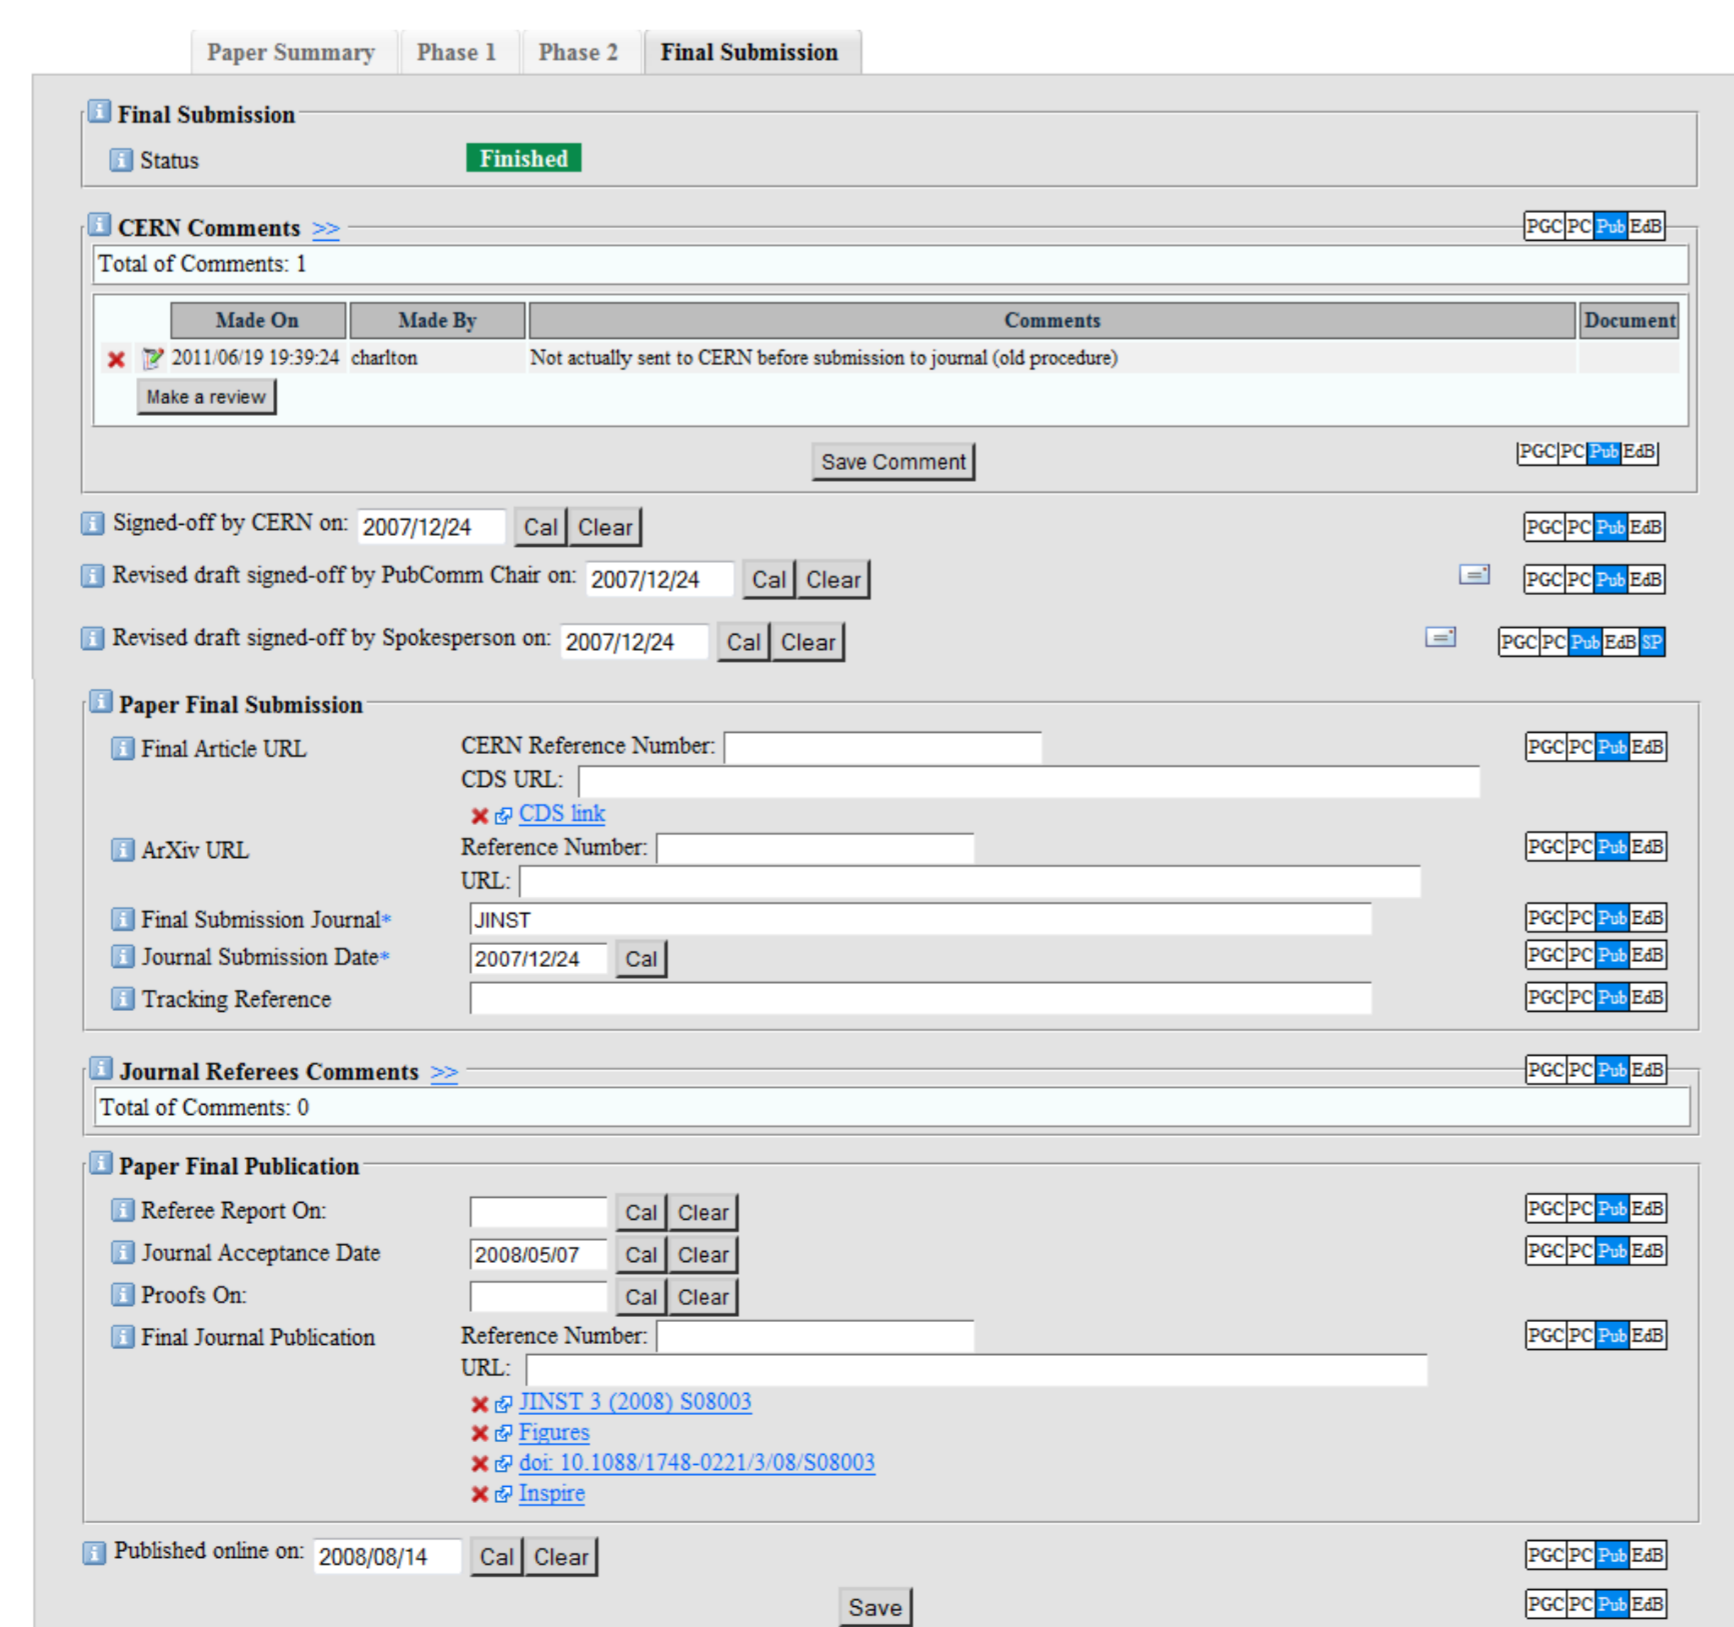 Paper Summary Phase 1 Phase 2 Final Submission
Final Submission
Status Finished
CERN Comments >> PGC PC Pub EdB
Total of Comments: 1
Made On Made By Comments Document
2011/06/19 19:39:24 charlton Not actually sent to CERN before submission to journal (old procedure)
Make a review
Save Comment PGC PC Pub EdB
Signed-off by CERN on: 2007/12/24 Cal Clear PGC PC Pub EdB
Revised draft signed-off by PubComm Chair on: 2007/12/24 Cal Clear PGC PC Pub EdB
Revised draft signed-off by Spokesperson on: 2007/12/24 Cal Clear PGC PC Pub EdB SP
Paper Final Submission
Final Article URL CERN Reference Number: PGC PC Pub EdB
CDS URL:
CDS link
ArXiv URL Reference Number: PGC PC Pub EdB
URL:
Final Submission Journal* JINST PGC PC Pub EdB
Journal Submission Date* 2007/12/24 Cal PGC PC Pub EdB
Tracking Reference PGC PC Pub EdB
Journal Referees Comments >> PGC PC Pub EdB
Total of Comments: 0
Paper Final Publication
Referee Report On: Cal Clear PGC PC Pub EdB
Journal Acceptance Date 2008/05/07 Cal Clear PGC PC Pub EdB
Proofs On: Cal Clear
Final Journal Publication Reference Number: PGC PC Pub EdB
URL:
JINST 3 (2008) S08003
Figures
doi: 10.1088/1748-0221/3/08/S08003
Inspire
Published online on: 2008/08/14 Cal Clear PGC PC Pub EdB
Save PGC PC Pub EdB